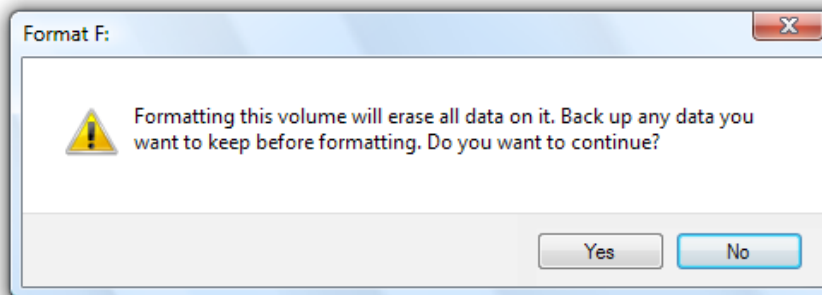 Format F:
Formatting this volume will erase all data on it. Back up any data you
want to keep before formatting. Do you want to continue?
Yes
No